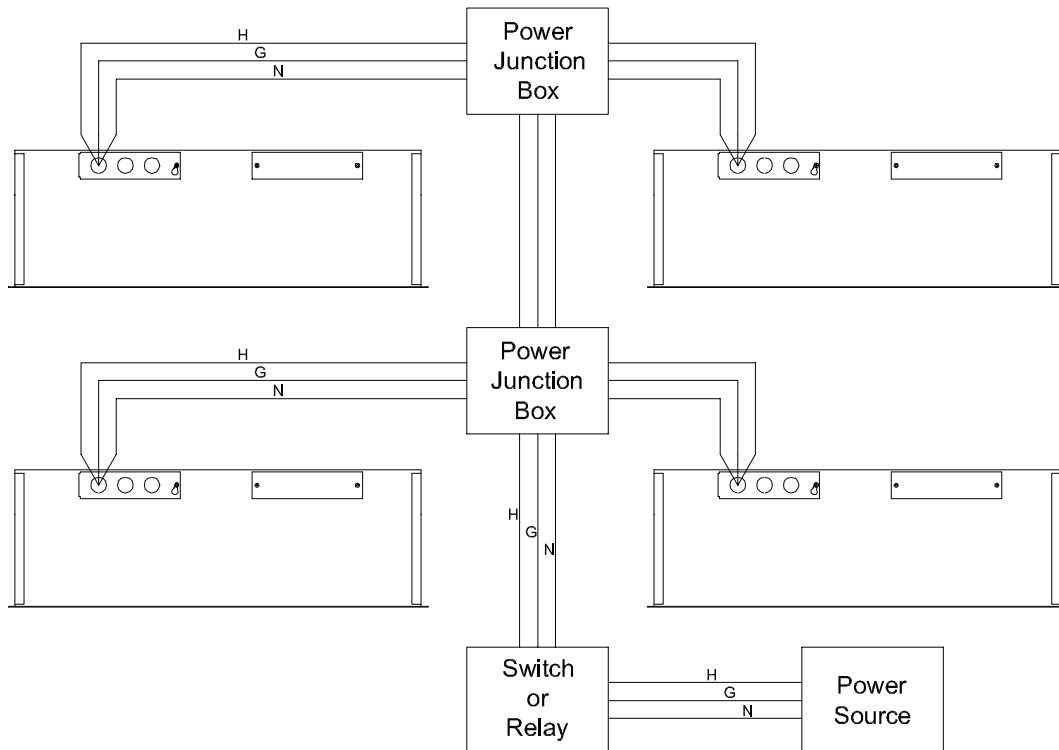 H
G
N
Power
Junction
Box
H
G
N
Power
Junction
Box
H
G
N
Switch
or
Relay
H
G
N
Power
Source